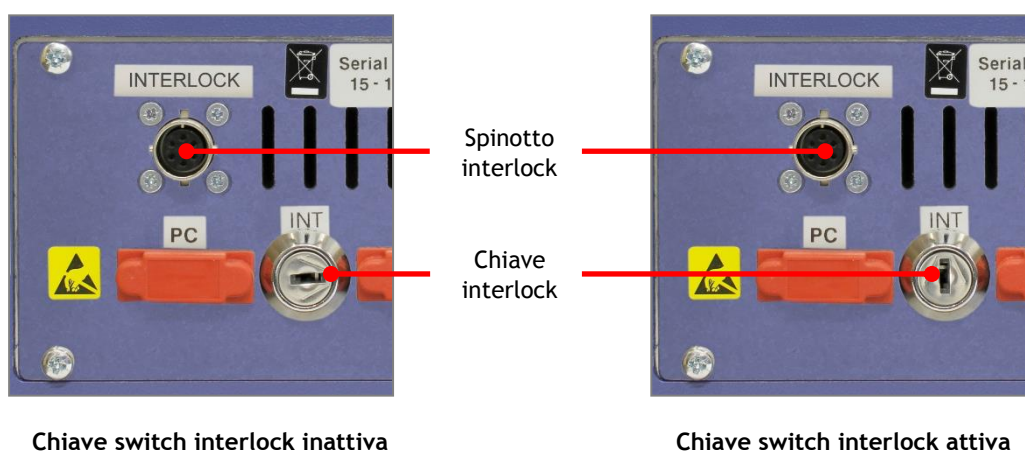 INTERLOCK
Serial
15 - 1
PC
INT
Spinotto
interlock
Chiave
interlock
INTERLOCK
Serial
15 -
PC
INT
Chiave switch interlock inattiva
Chiave switch interlock attiva